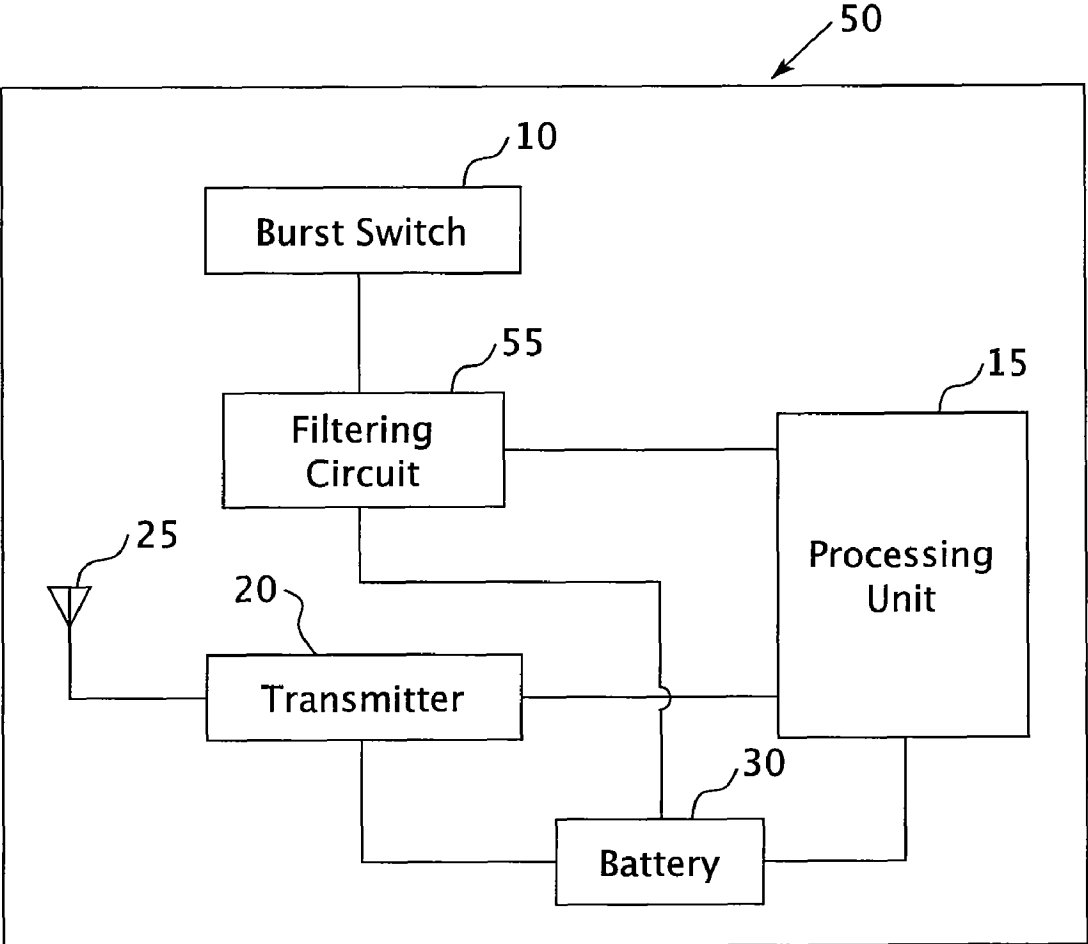 50
10
Burst Switch
55
Filtering
Circuit
15
Processing
Unit
25
20
Transmitter
30
Battery